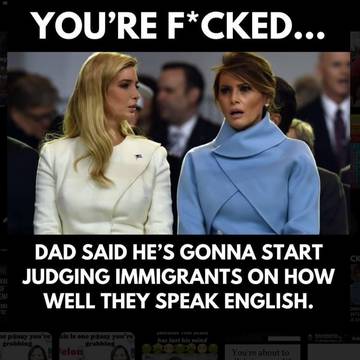 YOU'RE F*CKED...
DAD SAID HE'S GONNA START
JUDGING IMMIGRANTS ON HOW
WELL THEY SPEAK ENGLISH.